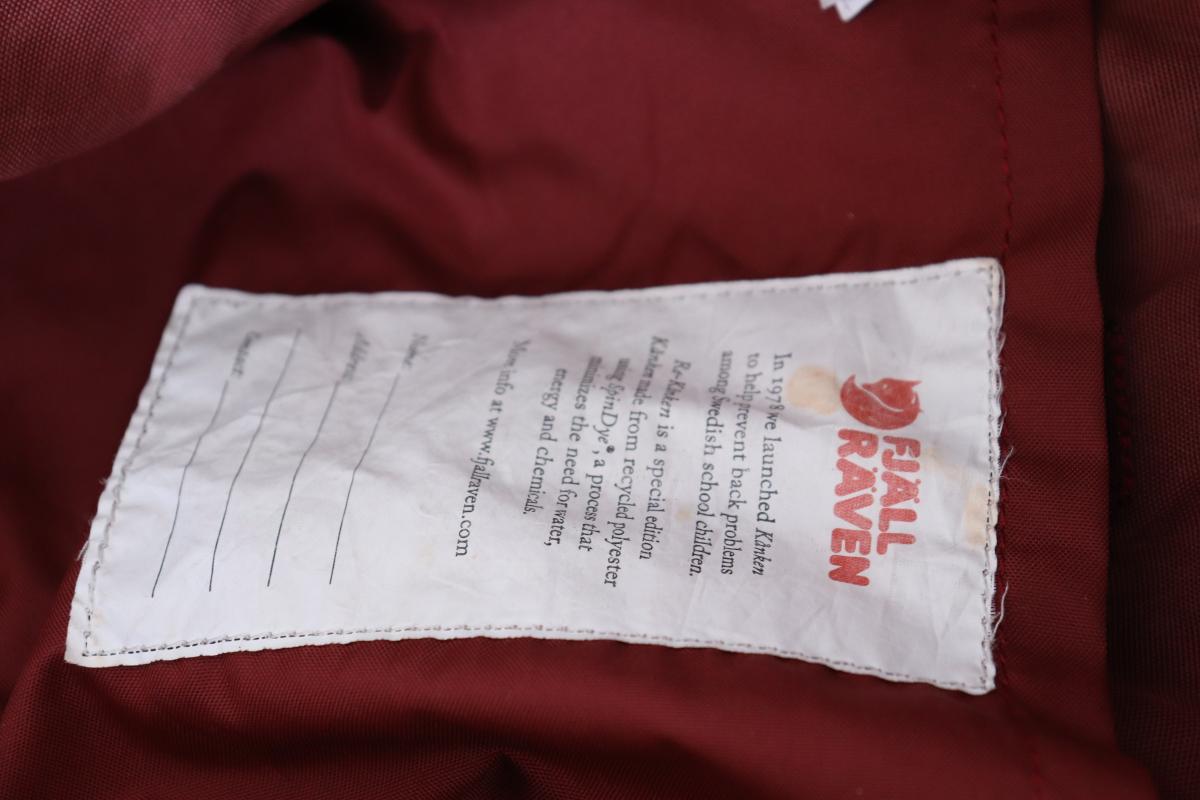 FJÄLL
RÄVEN
In 1978 we launched Kånken
to help prevent back problems
among Swedish school children.
Re-Kånken is a special edition
Kånken made from recycled polyester
using SpinDye®, a process that
minimizes the need for water,
energy and chemicals.
More info at www.fjallraven.com
Name:
Address: